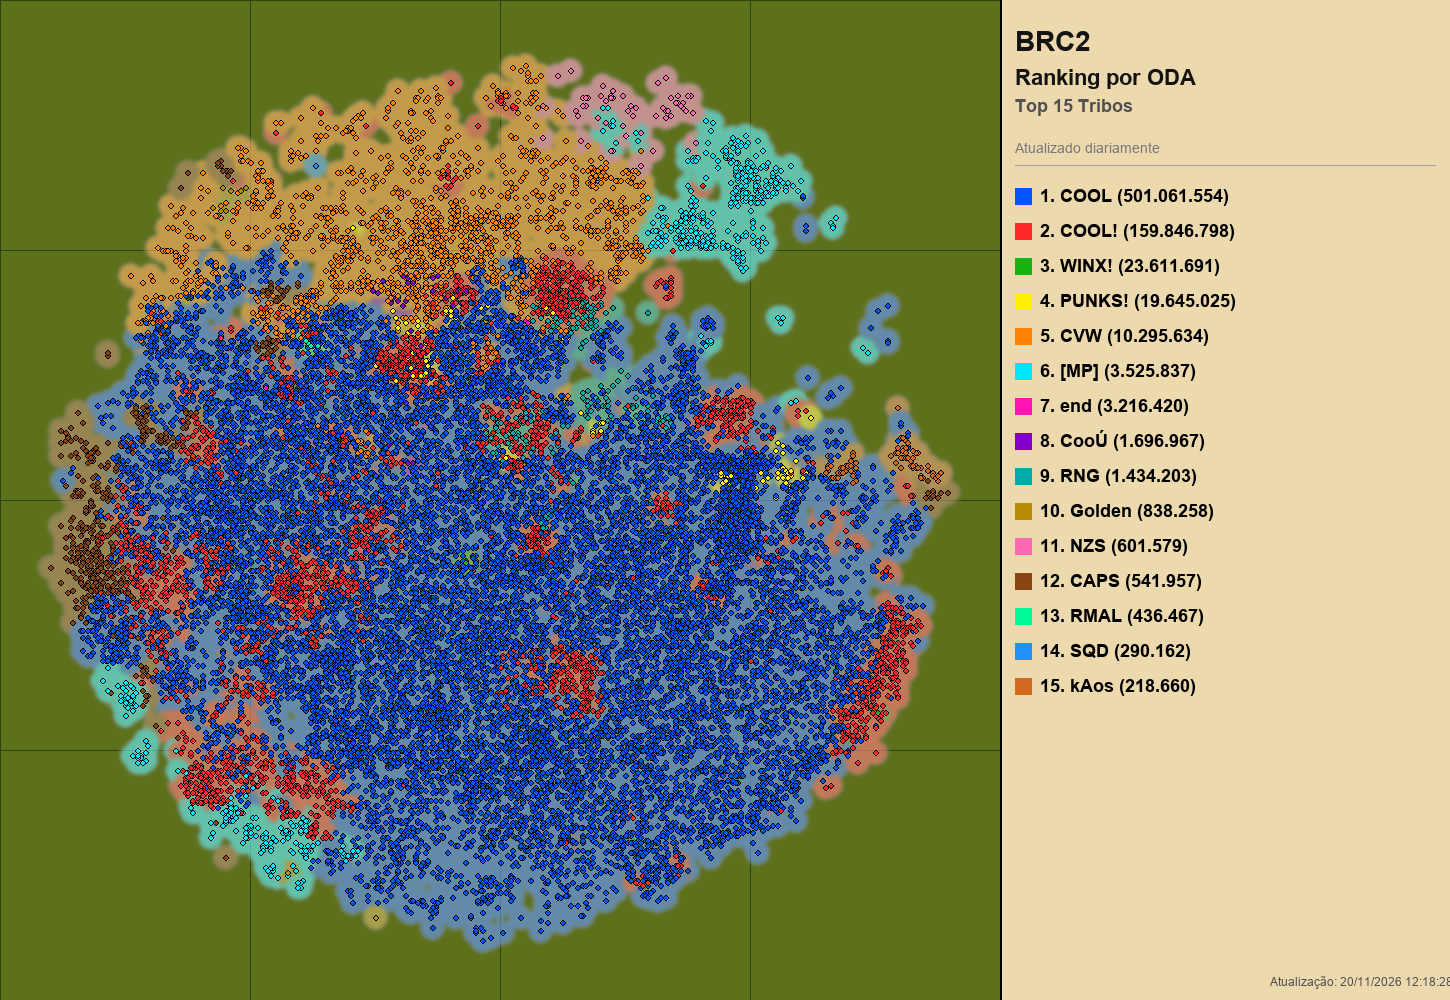 BRC2
Ranking por ODA
Top 15 Tribos
Atualizado diariamente
1. COOL (501.061.554)
2. COOL! (159.846.798)
3. WINX! (23.611.691)
4. PUNKS! (19.645.025)
5. CVW (10.295.634)
6. [MP] (3.525.837)
7. end (3.216.420)
8. CooÚ (1.696.967)
9. RNG (1.434.203)
10. Golden (838.258)
11. NZS (601.579)
12. CAPS (541.957)
13. RMAL (436.467)
14. SQD (290.162)
15. kAos (218.660)
Atualização: 20/11/2026 12:18:28